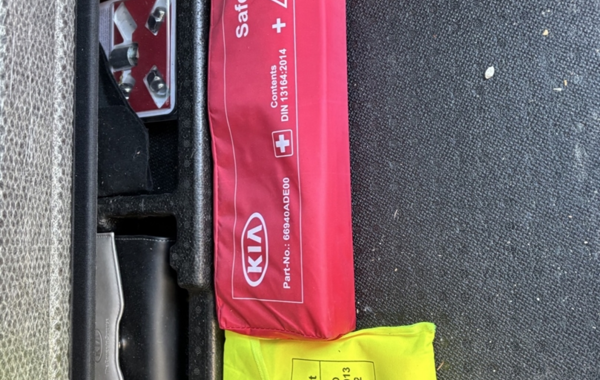 Safe
+
Contents
DIN 13164:2014
KIA
Part-No.: 66940ADE00